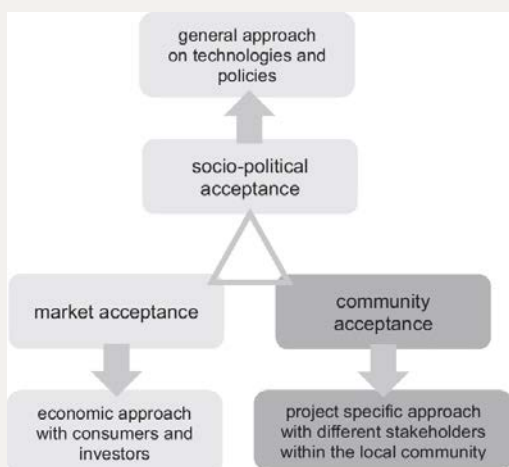 general approach
on technologies and
policies
socio-political
acceptance
market acceptance
community
acceptance
economic approach
with consumers and
investors
project specific approach
with different stakeholders
within the local community